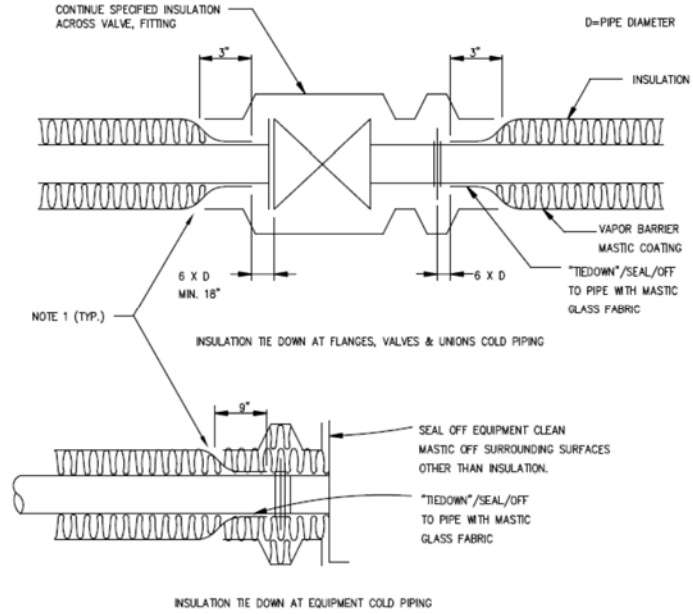 CONTINUE SPECIFIED INSULATION
ACROSS VALVE, FITTING
D=PIPE DIAMETER
3"
3"
INSULATION
VAPOR BARRIER
MASTIC COATING
6 X D
MIN. 18"
6 X D
"TIEDOWN"/SEAL/OFF
TO PIPE WITH MASTIC
GLASS FABRIC
NOTE 1 (TYP.)
INSULATION TIE DOWN AT FLANGES, VALVES & UNIONS COLD PIPING
9"
SEAL OFF EQUIPMENT CLEAN
MASTIC OFF SURROUNDING SURFACES
OTHER THAN INSULATION.
"TIEDOWN"/SEAL/OFF
TO PIPE WITH MASTIC
GLASS FABRIC
INSULATION TIE DOWN AT EQUIPMENT COLD PIPING